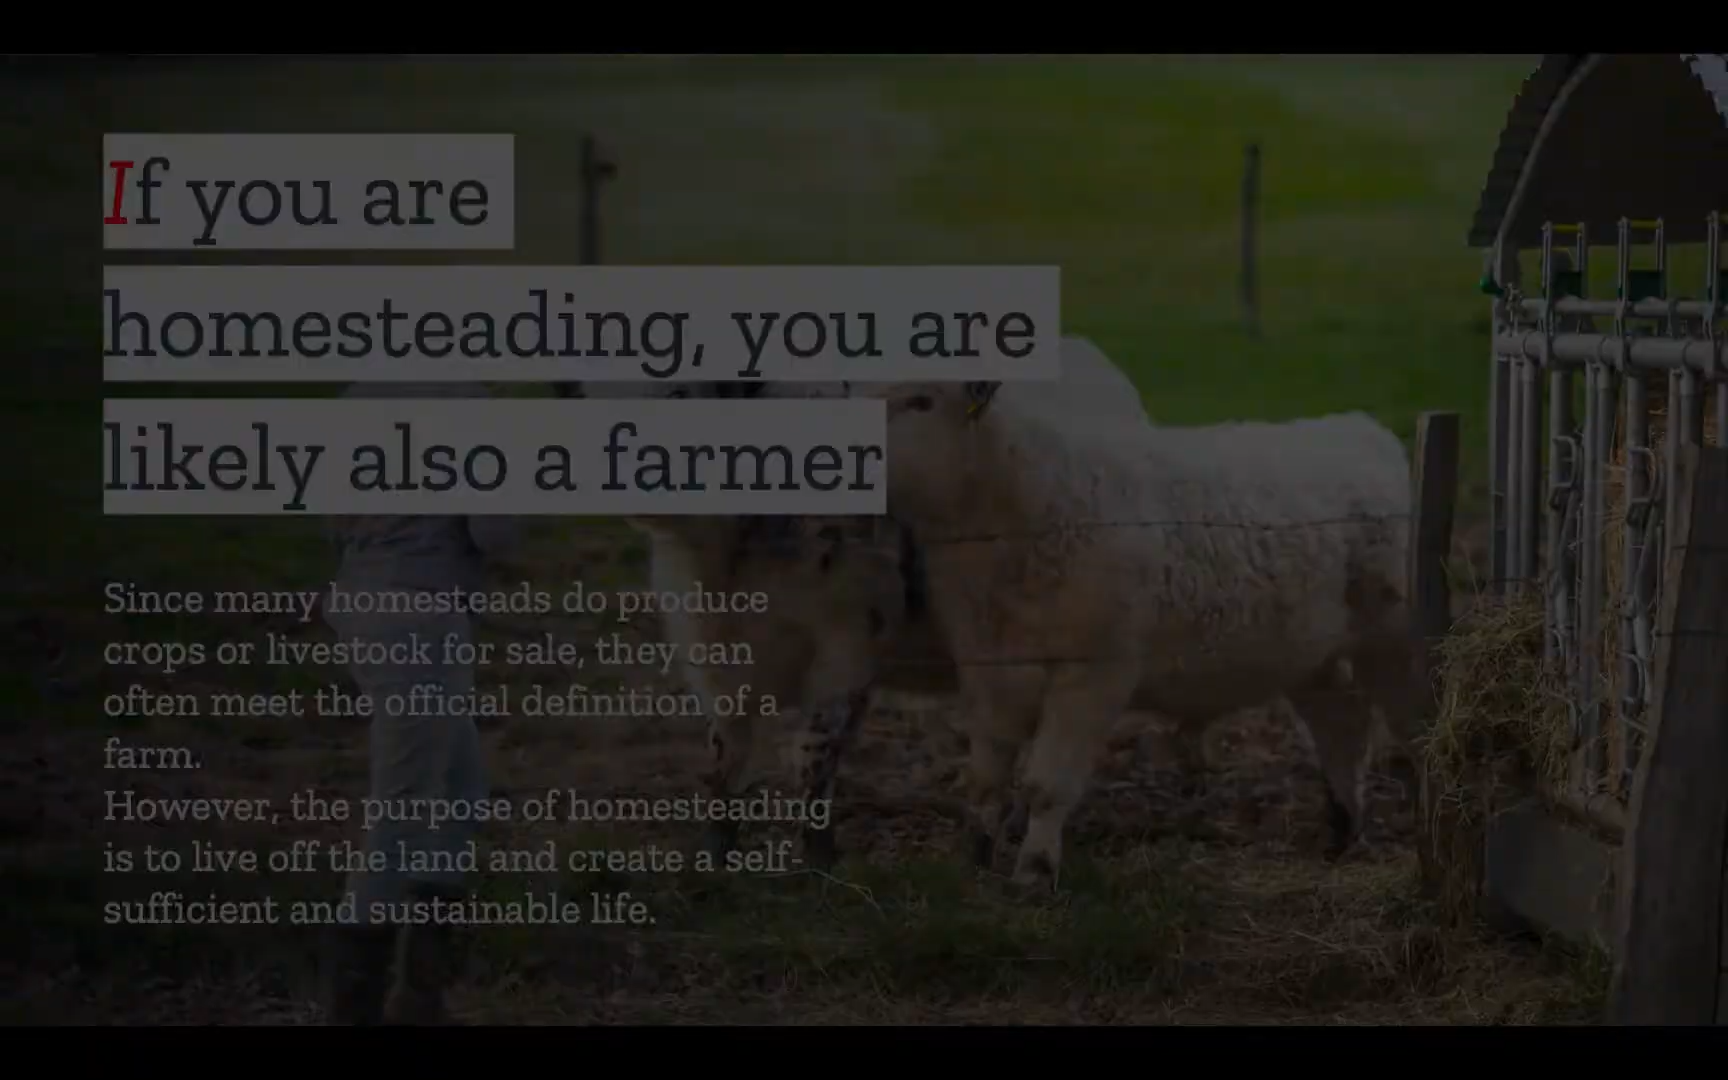 If you are
homesteading, you are
likely also a farmer
Since many homesteads do produce
crops or livestock for sale, they can
often meet the official definition of a
farm.
However, the purpose of homesteading
is to live off the land and create a self-
sufficient and sustainable life.